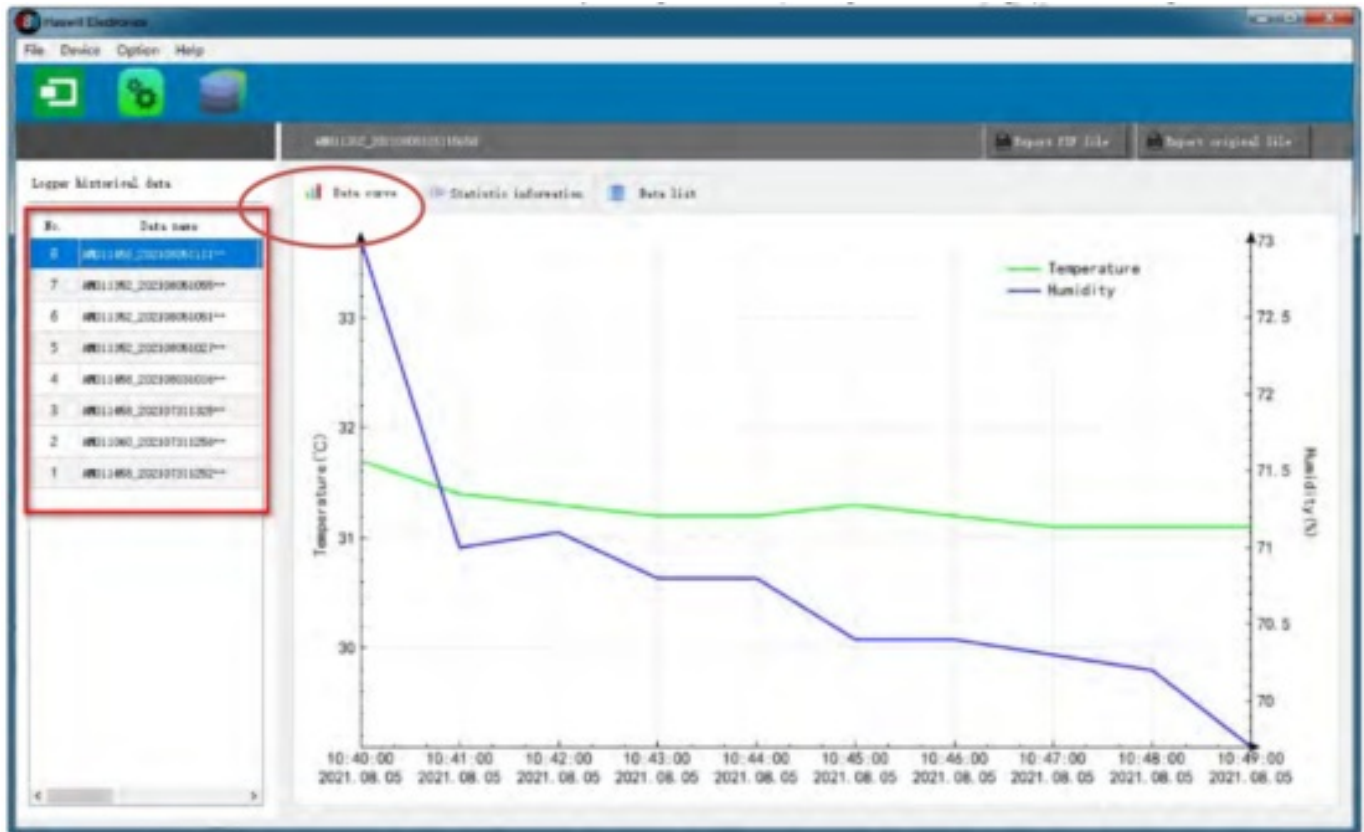 Haswill Electronics
File Device Option Help
Export PDF file Export original file
Logger historical data
Data curve Statistic information Data list
No. Data name
8
7
6
5
4
3
2
1
Temperature
Humidity
33
32
31
30
Temperature(℃)
73
72.5
72
71.5
71
70.5
70
Humidity(%)
10:40:00 10:41:00 10:42:00 10:43:00 10:44:00 10:45:00 10:46:00 10:47:00 10:48:00 10:49:00
2021.08.05 2021.08.05 2021.08.05 2021.08.05 2021.08.05 2021.08.05 2021.08.05 2021.08.05 2021.08.05 2021.08.05